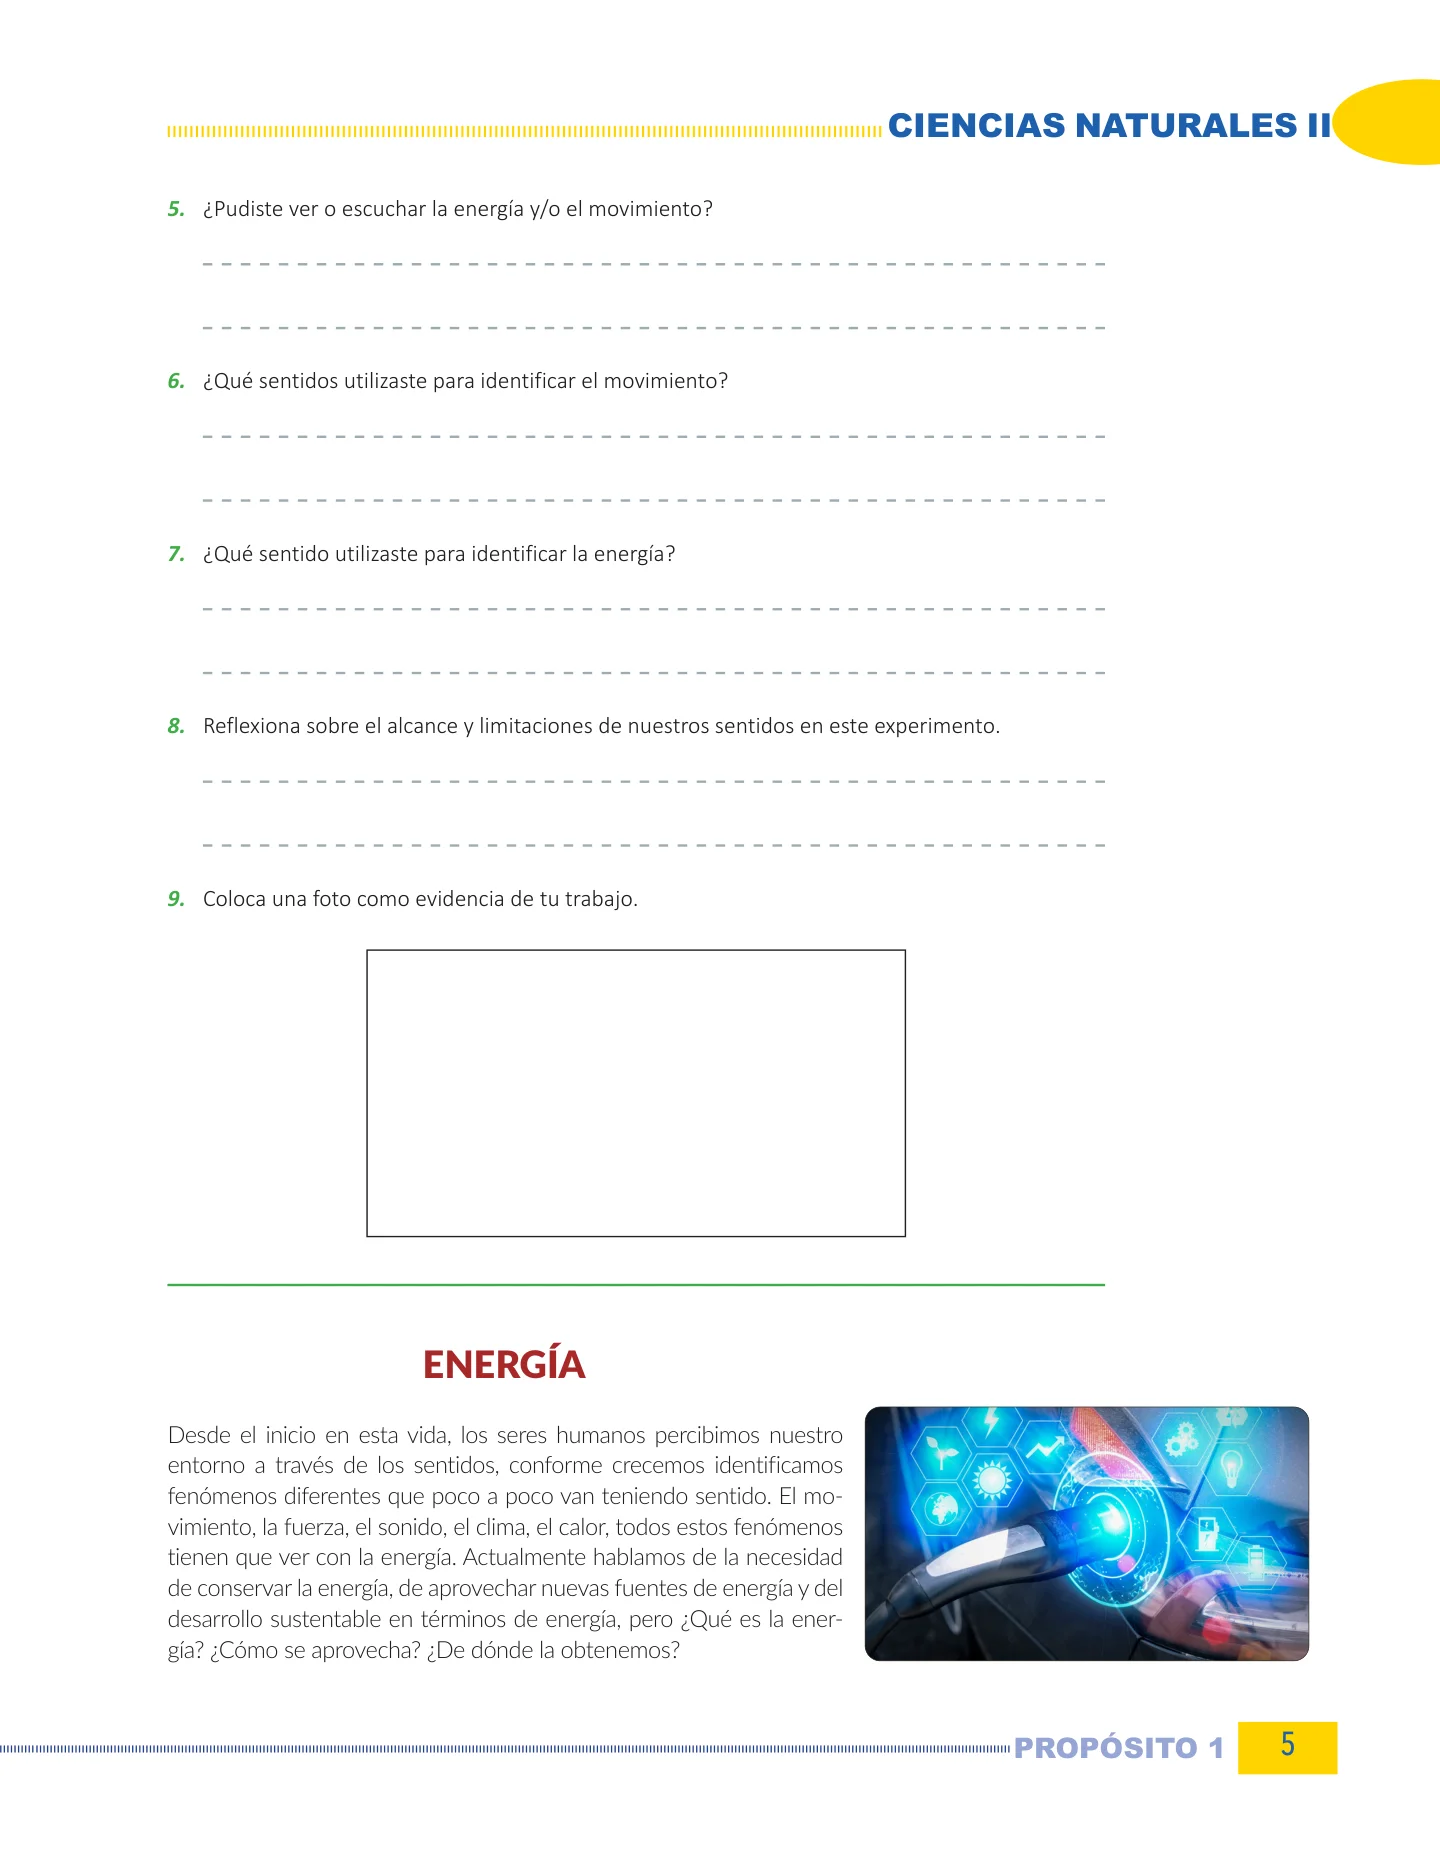 CIENCIAS NATURALES II
5. ¿Pudiste ver o escuchar la energía y/o el movimiento?
6. ¿Qué sentidos utilizaste para identificar el movimiento?
7. ¿Qué sentido utilizaste para identificar la energía?
8. Reflexiona sobre el alcance y limitaciones de nuestros sentidos en este experimento.
9. Coloca una foto como evidencia de tu trabajo.
ENERGÍA
Desde el inicio en esta vida, los seres humanos percibimos nuestro
entorno a través de los sentidos, conforme crecemos identificamos
fenómenos diferentes que poco a poco van teniendo sentido. El mo-
vimiento, la fuerza, el sonido, el clima, el calor, todos estos fenómenos
tienen que ver con la energía. Actualmente hablamos de la necesidad
de conservar la energía, de aprovechar nuevas fuentes de energía y del
desarrollo sustentable en términos de energía, pero ¿Qué es la ener-
gía? ¿Cómo se aprovecha? ¿De dónde la obtenemos?
PROPÓSITO 1
5